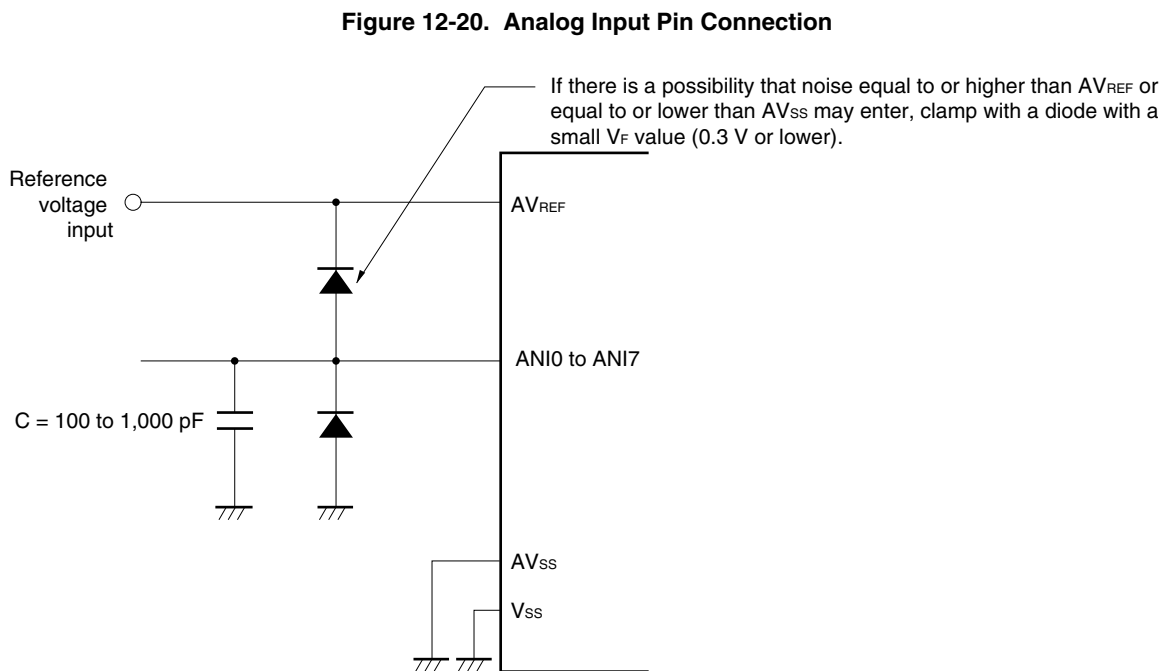 Figure 12-20. Analog Input Pin Connection
If there is a possibility that noise equal to or higher than AVREF or
equal to or lower than AVSS may enter, clamp with a diode with a
small VF value (0.3 V or lower).
Reference
voltage
input
AVREF
ANI0 to ANI7
C = 100 to 1,000 pF
AVSS
VSS